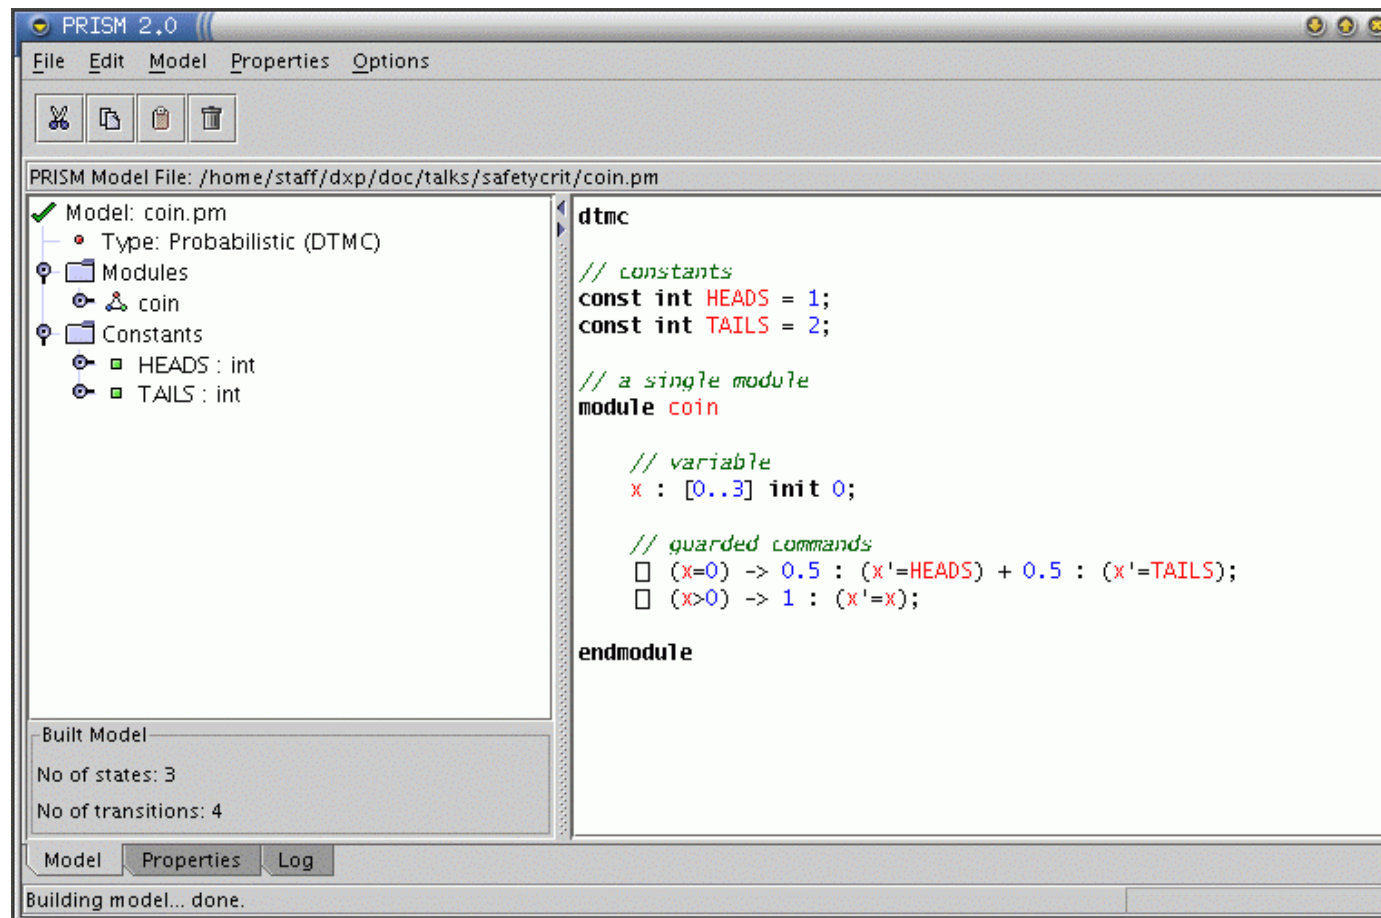 PRISM 2.0
File Edit Model Properties Options
PRISM Model File: /home/staff/dxp/doc/talks/safetycrit/coin.pm
Model: coin.pm
Type: Probabilistic (DTMC)
Modules
coin
Constants
HEADS : int
TAILS : int
Built Model
No of states: 3
No of transitions: 4
dtmc
// constants
const int HEADS = 1;
const int TAILS = 2;
// a single module
module coin
// variable
x : [0..3] init 0;
// guarded commands
[] (x=0) -> 0.5 : (x'=HEADS) + 0.5 : (x'=TAILS);
[] (x>0) -> 1 : (x'=x);
endmodule
Model Properties Log
Building model... done.